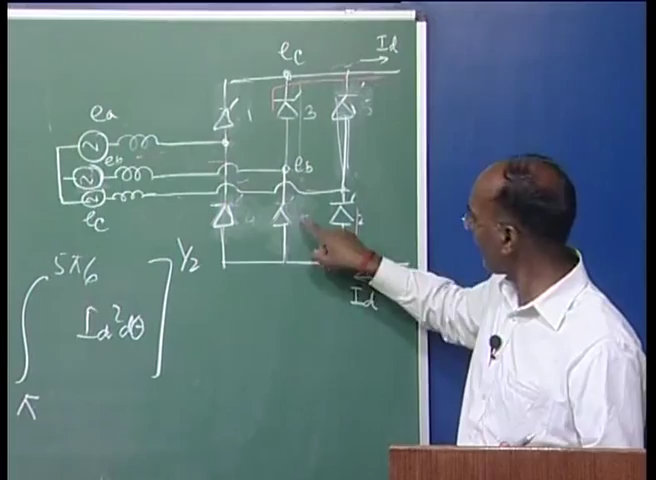 ec
Id
1
3
5
ea
eb
eb
ec
4
2
Id
5π/6
1/2
Id²dθ
π